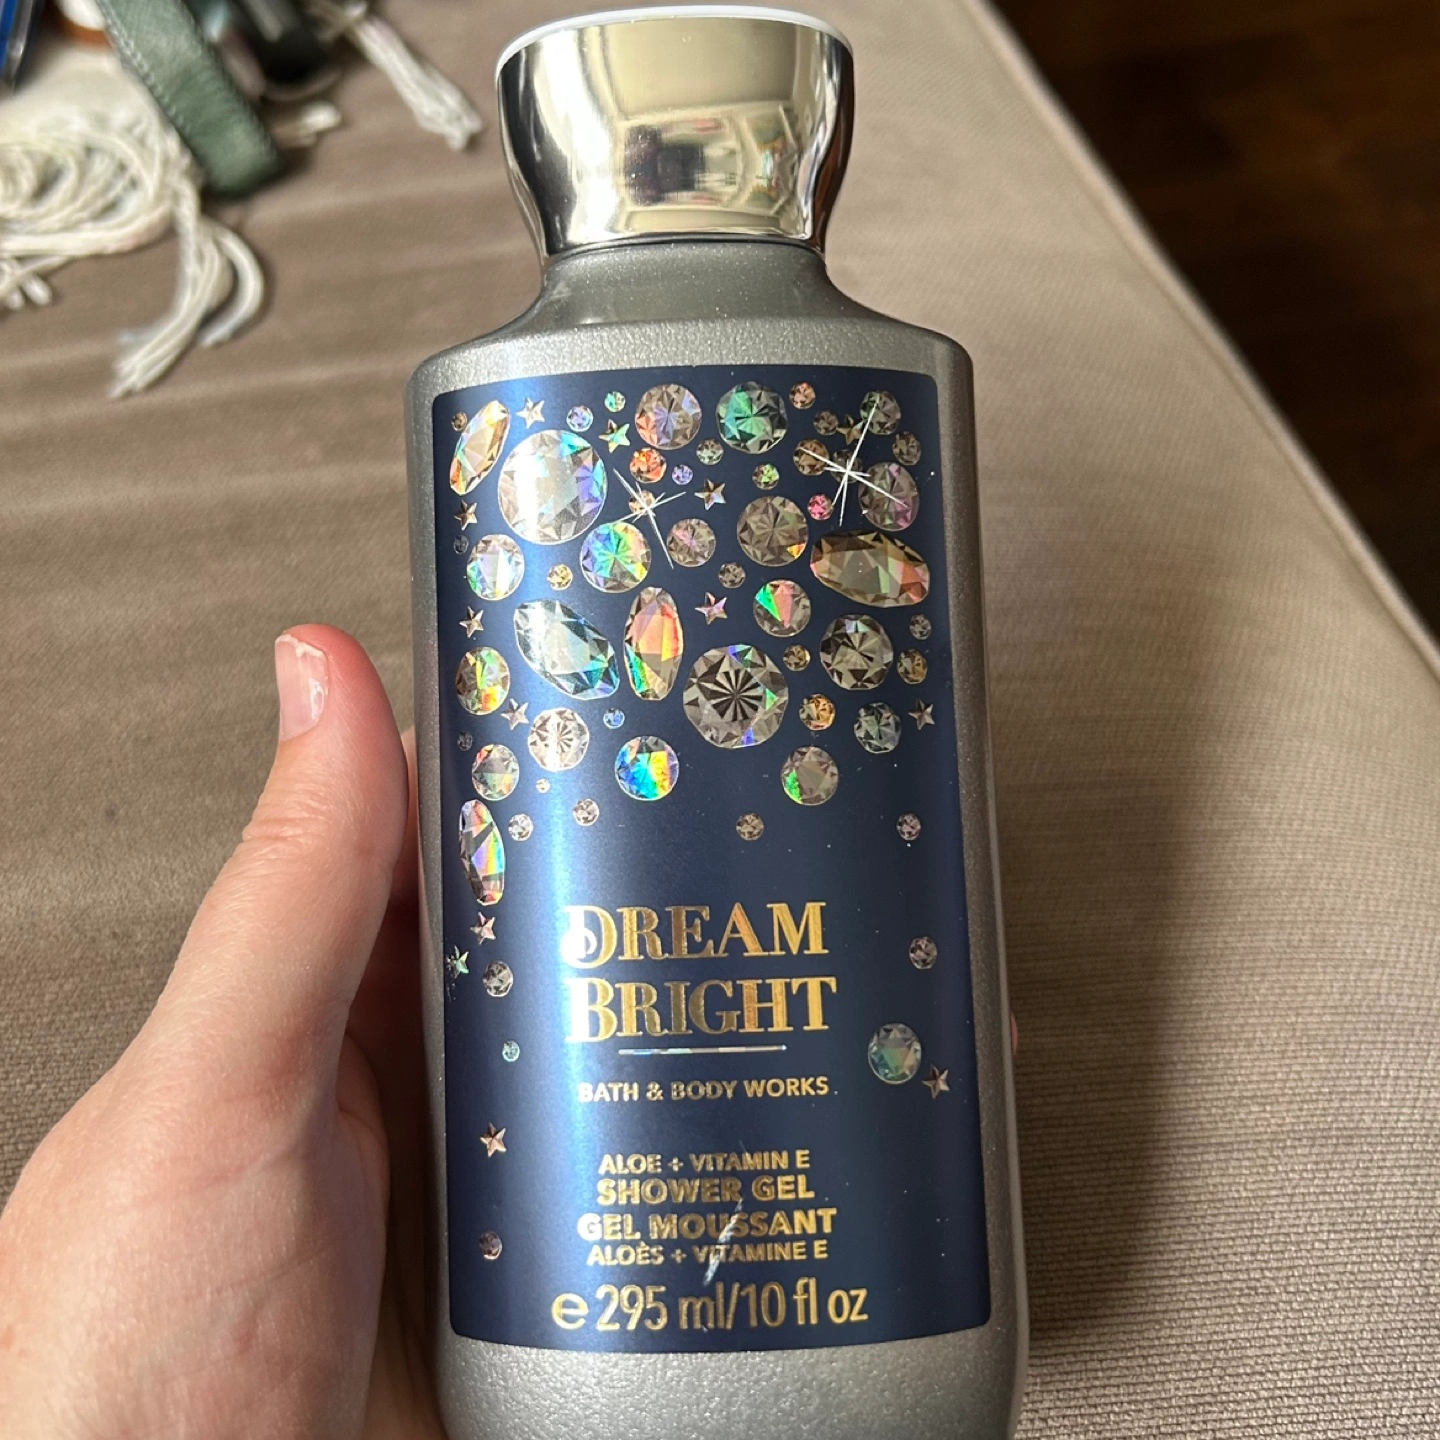 DREAM
BRIGHT
BATH & BODY WORKS.
ALOE + VITAMIN E
SHOWER GEL
GEL MOUSSANT
ALOÈS + VITAMINE E
e 295 ml/10 fl oz